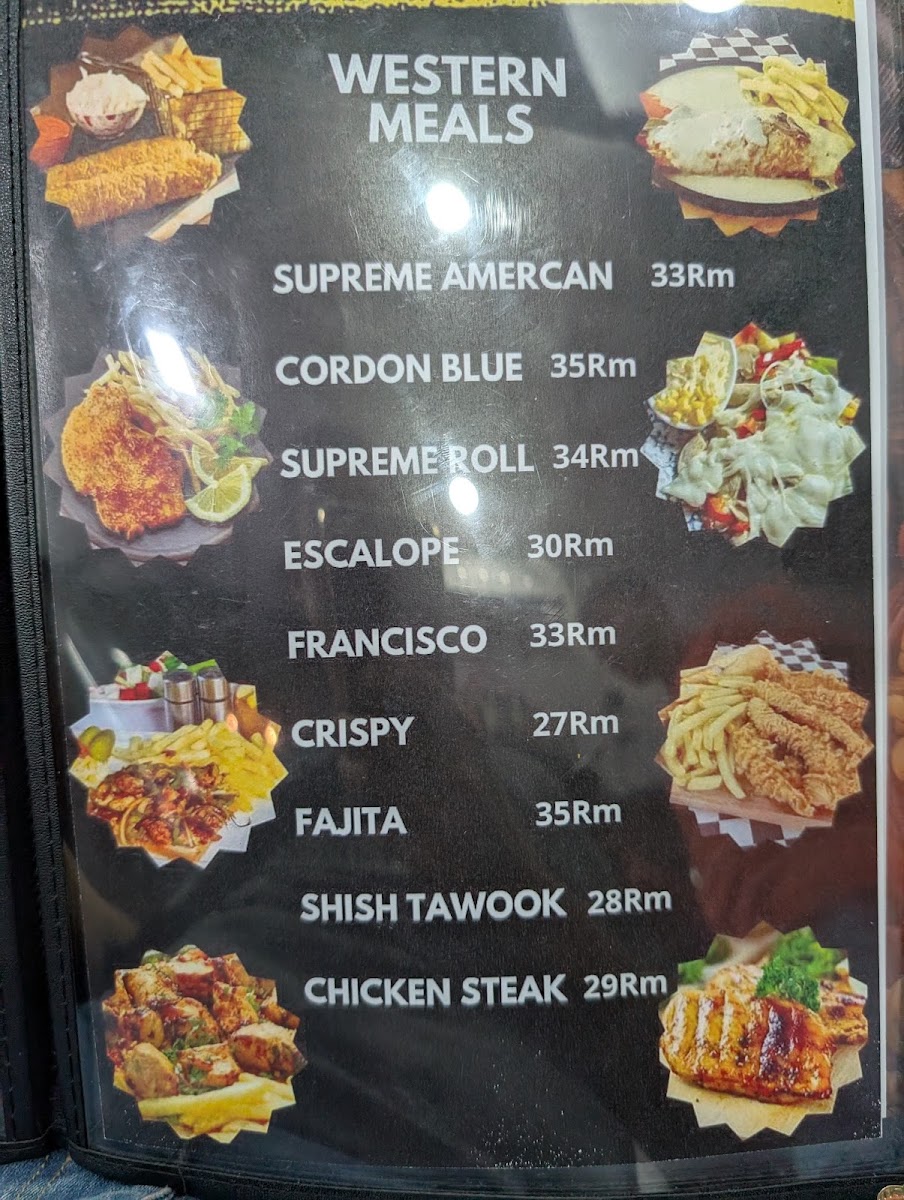 WESTERN
MEALS
SUPREME AMERCAN 33Rm
CORDON BLUE 35Rm
SUPREME ROLL 34Rm
ESCALOPE 30Rm
FRANCISCO 33Rm
CRISPY 27Rm
FAJITA 35Rm
SHISH TAWOOK 28Rm
CHICKEN STEAK 29Rm